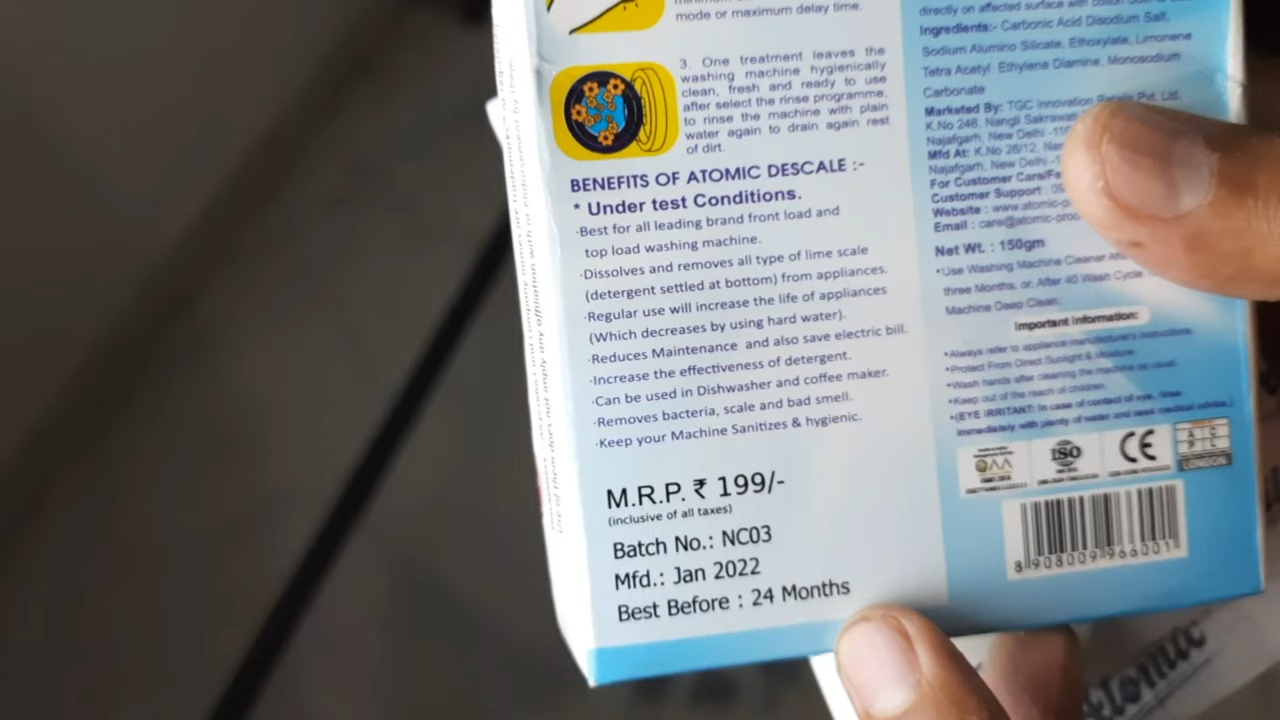 mode or maximum delay time.
3. One treatment leaves the
washing machine hygienically
clean, fresh and ready to use
after select the rinse programme,
to rinse the machine with plain
water again to drain again rest
of dirt.
BENEFITS OF ATOMIC DESCALE :-
* Under test Conditions.
·Best for all leading brand front load and
top load washing machine.
·Dissolves and removes all type of lime scale
(detergent settled at bottom) from appliances.
·Regular use will increase the life of appliances
(Which decreases by using hard water).
·Reduces Maintenance and also save electric bill.
·Increase the effectiveness of detergent.
·Can be used in Dishwasher and coffee maker.
·Removes bacteria, scale and bad smell.
·Keep your Machine Sanitizes & hygienic.
M.R.P. ₹ 199/-
(inclusive of all taxes)
Batch No.: NC03
Mfd.: Jan 2022
Best Before : 24 Months
directly on affected surface with
Ingredients:- Carbonic Acid Disodium Salt,
Sodium Alumino Silicate, Ethoxylate, Limonene
Tetra Acetyl Ethylene Diamine, Monosodium
Carbonate
Marketed By: TGC Innovation Pvt. Ltd.
K.No 246, Nangli Sakrawat
Najafgarh, New Delhi -11
Mfd At: K.No 26/12,
Najafgarh, New Delhi -1
For Customer Care/Fe
Customer Support :
Website : www.atomic-p
Email : care@atomic-pro
Net Wt. : 150gm
*Use Washing Machine Cleaner
three Months, or, After 40 Wash Cycle
Machine Deep Clean.
Important Information:
*Always refer to appliance manufacturer's instructions.
*Protect From Direct Sunlight & Moisture.
*Wash hands after cleaning the machine as usual.
*Keep out of the reach of children.
*(EYE IRRITANT: In case of contact of eye, rinse
immediately with plenty of water and seek medical advice.)
ISO
CE
LONDON
8 908009 966001